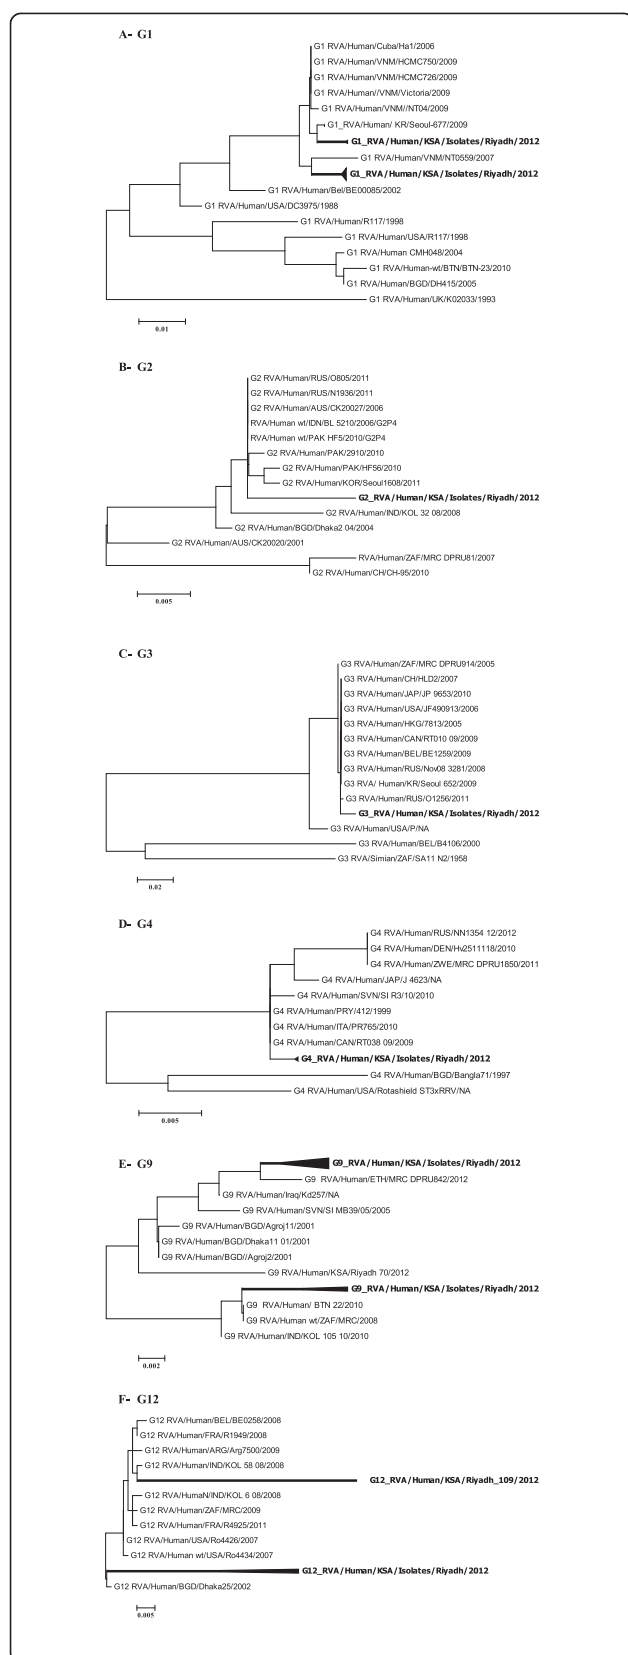 A- G1
G1 RVA/Human/Cuba/Ha1/2006
G1 RVA/Human/VNM/HCMC750/2009
G1 RVA/Human/VNM/HCMC726/2009
G1 RVA/Human//VNM/Victoria/2009
G1 RVA/Human/VNM//NT04/2009
G1_RVA/Human/ KR/Seoul-677/2009
G1_RVA/Human/KSA/Isolates/Riyadh/2012
G1 RVA/Human/VNM/NT0559/2007
G1_RVA/Human/KSA/Isolates/Riyadh/2012
G1 RVA/Human/Bel/BE00085/2002
G1 RVA/Human/USA/DC3975/1988
G1 RVA/Human/R117/1998
G1 RVA/Human/USA/R117/1998
G1 RVA/Human CMH048/2004
G1 RVA/Human-wt/BTN/BTN-23/2010
G1 RVA/Human/BGD/DH415/2005
G1 RVA/Human/UK/K02033/1993
0.01
B- G2
G2 RVA/Human/RUS/O805/2011
G2 RVA/Human/RUS/N1936/2011
G2 RVA/Human/AUS/CK20027/2006
RVA/Human wt/IDN/BL 5210/2006/G2P4
RVA/Human wt/PAK HF5/2010/G2P4
G2 RVA/Human/PAK/2910/2010
G2 RVA/Human/PAK/HF56/2010
G2 RVA/Human/KOR/Seoul1608/2011
G2_RVA/Human/KSA/Isolates/Riyadh/2012
G2 RVA/Human/IND/KOL 32 08/2008
G2 RVA/Human/BGD/Dhaka2 04/2004
G2 RVA/Human/AUS/CK20020/2001
RVA/Human/ZAF/MRC DPRU81/2007
G2 RVA/Human/CH/CH-95/2010
0.005
C- G3
G3 RVA/Human/ZAF/MRC DPRU914/2005
G3 RVA/Human/CH/HLD2/2007
G3 RVA/Human/JAP/JP 9653/2010
G3 RVA/Human/USA/JF490913/2006
G3 RVA/Human/HKG/7813/2005
G3 RVA/Human/CAN/RT010 09/2009
G3 RVA/Human/BEL/BE1259/2009
G3 RVA/Human/RUS/Nov08 3281/2008
G3 RVA/ Human/KR/Seoul 652/2009
G3 RVA/Human/RUS/O1256/2011
G3_RVA/Human/KSA/Isolates/Riyadh/2012
G3 RVA/Human/USA/P/NA
G3 RVA/Human/BEL/B4106/2000
G3 RVA/Simian/ZAF/SA11 N2/1958
0.02
D- G4
G4 RVA/Human/RUS/NN1354 12/2012
G4 RVA/Human/DEN/Hv2511118/2010
G4 RVA/Human/ZWE/MRC DPRU1850/2011
G4 RVA/Human/JAP/J 4623/NA
G4 RVA/Human/SVN/SI R3/10/2010
G4 RVA/Human/PRY/412/1999
G4 RVA/Human/ITA/PR765/2010
G4 RVA/Human/CAN/RT038 09/2009
G4_RVA/Human/KSA/Isolates/Riyadh/2012
G4 RVA/Human/BGD/Bangla71/1997
G4 RVA/Human/USA/Rotashield ST3xRRV/NA
0.005
E- G9
G9_RVA/Human/KSA/Isolates/Riyadh/2012
G9 RVA/Human/ETH/MRC DPRU842/2012
G9 RVA/Human/Iraq/Kd257/NA
G9 RVA/Human/SVN/SI MB39/05/2005
G9 RVA/Human/BGD/Agroj11/2001
G9 RVA/Human/BGD/Dhaka11 01/2001
G9 RVA/Human/BGD//Agroj2/2001
G9 RVA/Human/KSA/Riyadh 70/2012
G9_RVA/Human/KSA/Isolates/Riyadh/2012
G9 RVA/Human/ BTN 22/2010
G9 RVA/Human wt/ZAF/MRC/2008
G9 RVA/Human/IND/KOL 105 10/2010
0.002
F- G12
G12 RVA/Human/BEL/BE0258/2008
G12 RVA/Human/FRA/R1949/2008
G12 RVA/Human/ARG/Arg7500/2009
G12 RVA/Human/IND/KOL 58 08/2008
G12_RVA/Human/KSA/Riyadh_109/2012
G12 RVA/HumaN/IND/KOL 6 08/2008
G12 RVA/Human/ZAF/MRC/2009
G12 RVA/Human/FRA/R4925/2011
G12 RVA/Human/USA/Ro4426/2007
G12 RVA/Human wt/USA/Ro4434/2007
G12_RVA/Human/KSA/Isolates/Riyadh/2012
G12 RVA/Human/BGD/Dhaka25/2002
0.005